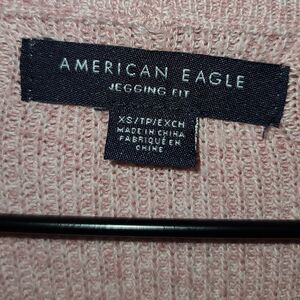 AMERICAN EAGLE
JEGGING FIT
XS/TP/EXCH
MADE IN CHINA
FABRIQUÉ EN
CHINE